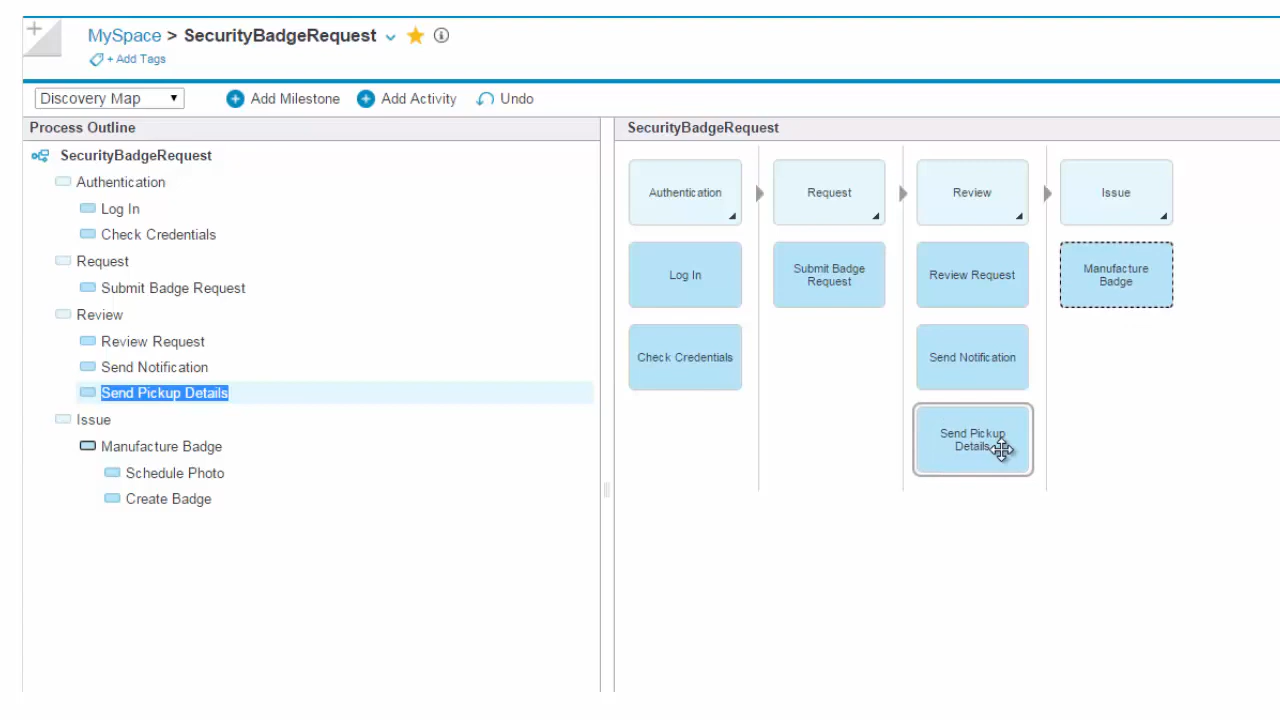 MySpace > SecurityBadgeRequest
+ Add Tags
Discovery Map
Add Milestone
Add Activity
Undo
Process Outline
SecurityBadgeRequest
Authentication
Log In
Check Credentials
Request
Submit Badge Request
Review
Review Request
Send Notification
Send Pickup Details
Issue
Manufacture Badge
Schedule Photo
Create Badge
SecurityBadgeRequest
Authentication
Request
Review
Issue
Log In
Submit Badge
Request
Review Request
Manufacture
Badge
Check Credentials
Send Notification
Send Pickup
Details